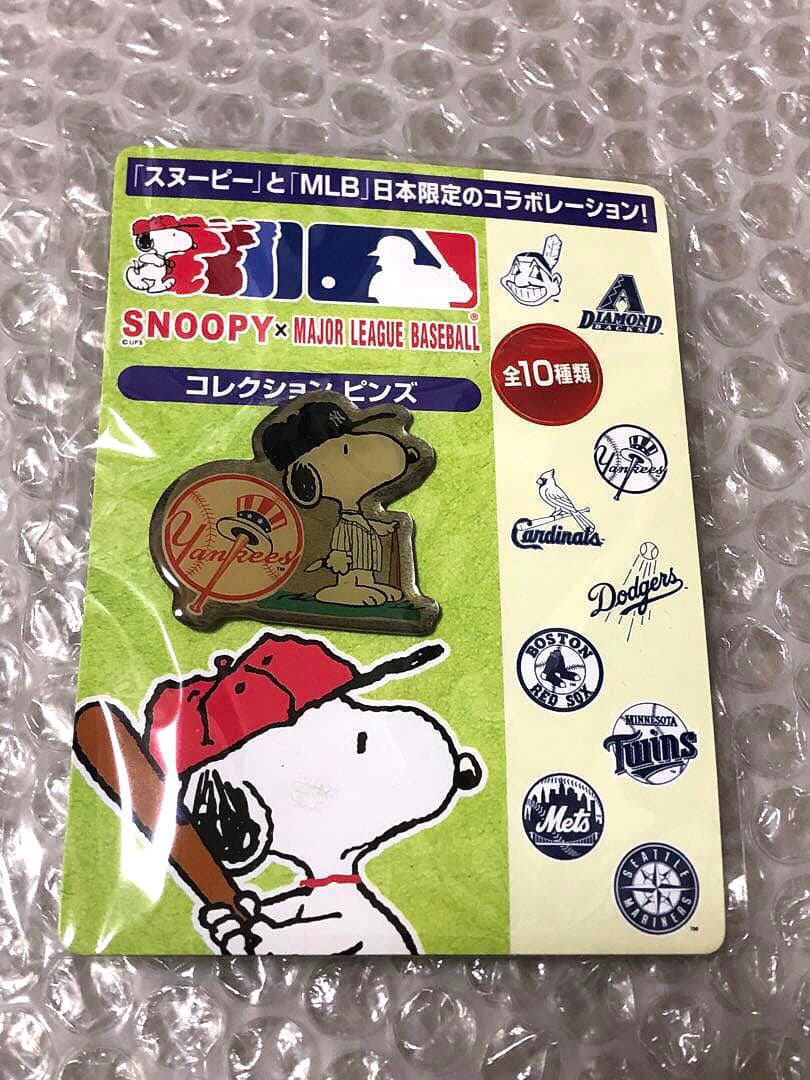 「スヌーピー」と「MLB」日本限定のコラボレーション!
SNOOPY × MAJOR LEAGUE BASEBALL®
©UFS
コレクション ピンズ
全10種類
Yankees
TM
A
DIAMOND
BACKS
Yankees
Cardinals
Dodgers
BOSTON
RED SOX
MINNESOTA
Twins
Mets
SEATTLE
MARINERS